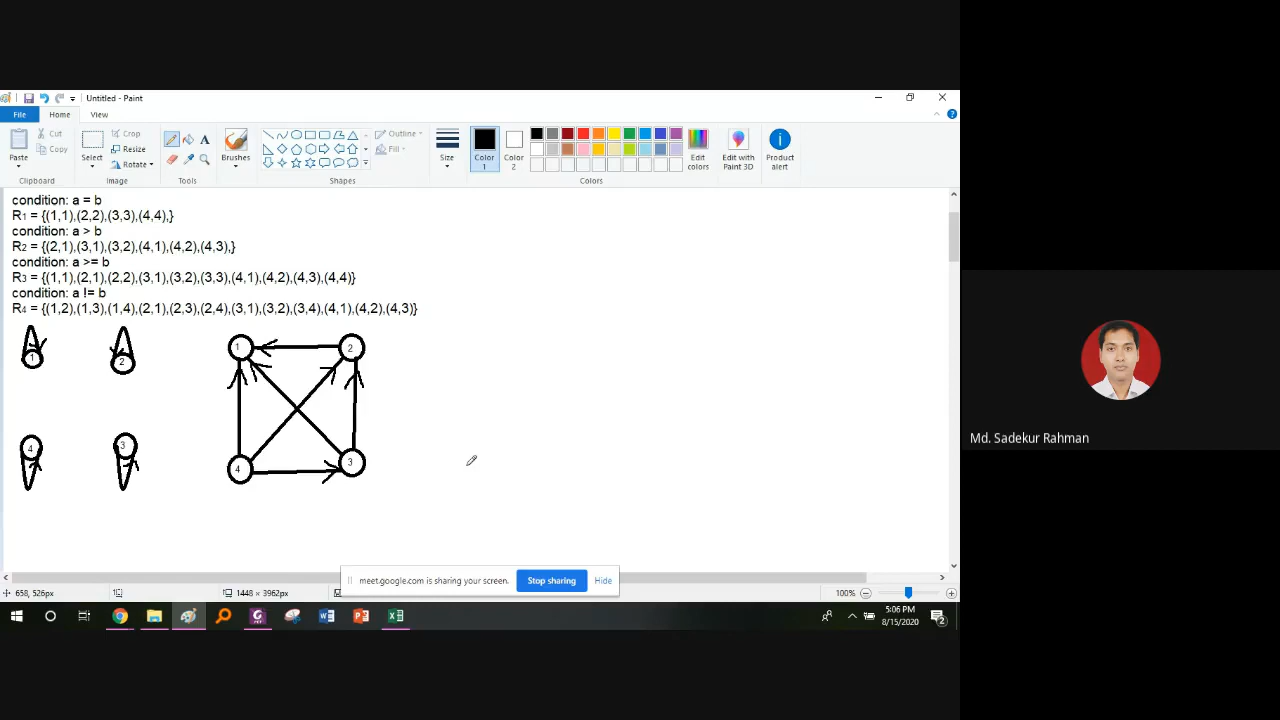 Untitled - Paint
File Home View
Paste
Cut
Copy
Clipboard
Select
Crop
Resize
Rotate
Image
Tools
Brushes
Shapes
Outline
Fill
Size
Color 1
Color 2
Colors
Edit colors
Edit with Paint 3D
Product alert
condition: a = b
R1 = {(1,1),(2,2),(3,3),(4,4),}
condition: a > b
R2 = {(2,1),(3,1),(3,2),(4,1),(4,2),(4,3),}
condition: a >= b
R3 = {(1,1),(2,1),(2,2),(3,1),(3,2),(3,3),(4,1),(4,2),(4,3),(4,4)}
condition: a != b
R4 = {(1,2),(1,3),(1,4),(2,1),(2,3),(2,4),(3,1),(3,2),(3,4),(4,1),(4,2),(4,3)}
1 2 1 2
4 3 4 3
Md. Sadekur Rahman
meet.google.com is sharing your screen. Stop sharing Hide
658, 526px 1448 × 3962px 100%
5:06 PM
8/15/2020
2